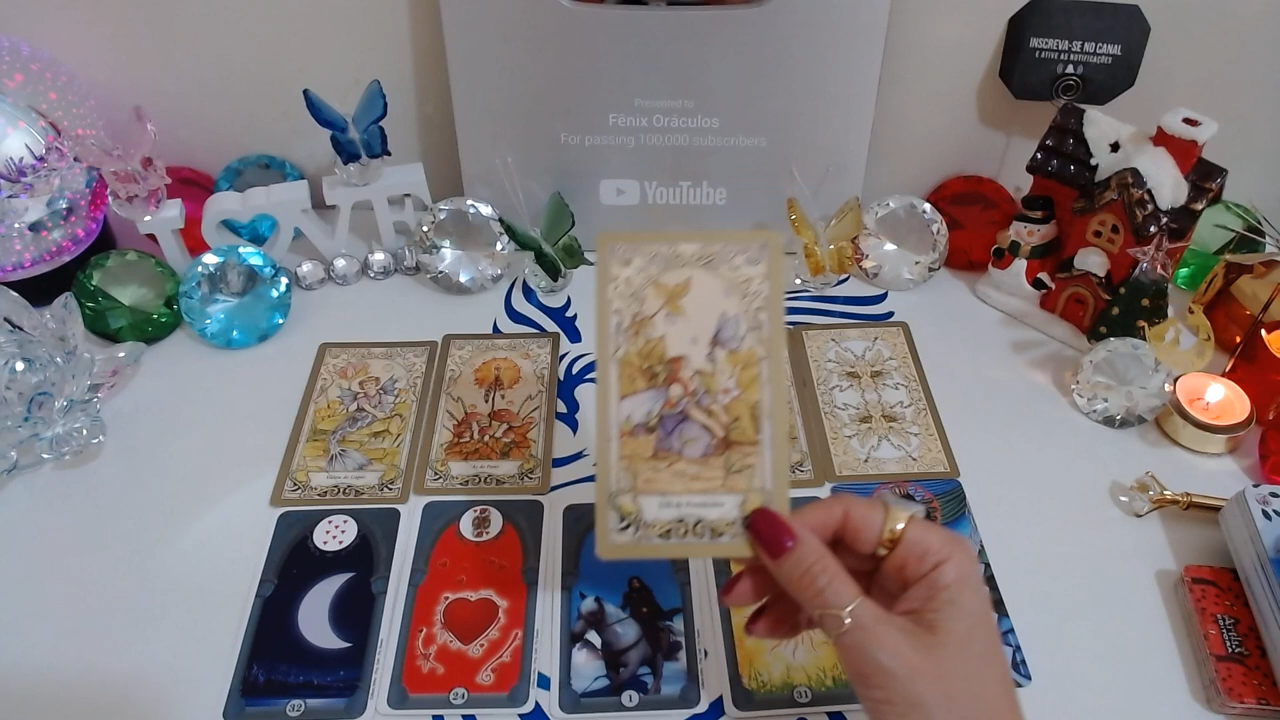 INSCREVA-SE NO CANAL
E ATIVE AS NOTIFICAÇÕES
Presented to
Fênix Oráculos
For passing 100,000 subscribers
YouTube
LOVE
32
24
1
31